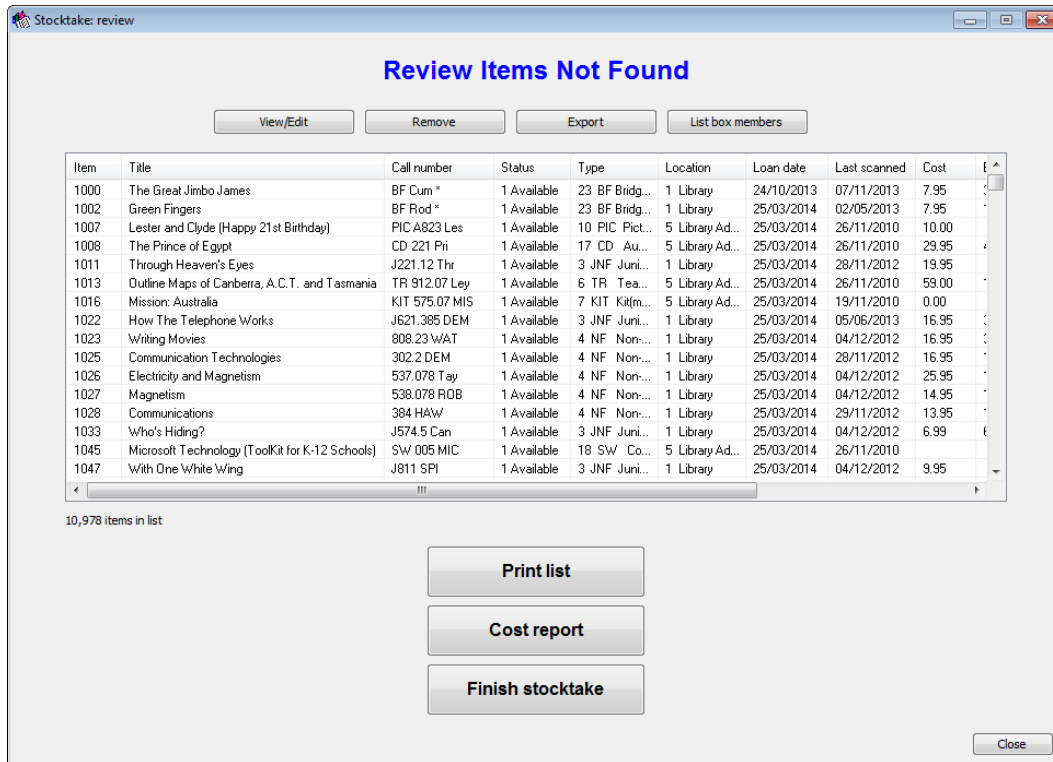 Stocktake: review
Review Items Not Found
View/Edit Remove Export List box members
Item Title Call number Status Type Location Loan date Last scanned Cost
1000 The Great Jimbo James BF Cum * 1 Available 23 BF Bridg... 1 Library 24/10/2013 07/11/2013 7.95
1002 Green Fingers BF Rod * 1 Available 23 BF Bridg... 1 Library 25/03/2014 02/05/2013 7.95
1007 Lester and Clyde (Happy 21st Birthday) PIC A823 Les 1 Available 10 PIC Pict... 5 Library Ad... 25/03/2014 26/11/2010 10.00
1008 The Prince of Egypt CD 221 Pri 1 Available 17 CD Au... 5 Library Ad... 25/03/2014 26/11/2010 29.95
1011 Through Heaven's Eyes J221.12 Thr 1 Available 3 JNF Juni... 1 Library 25/03/2014 28/11/2012 19.95
1013 Outline Maps of Canberra, A.C.T. and Tasmania TR 912.07 Ley 1 Available 6 TR Tea... 5 Library Ad... 25/03/2014 26/11/2010 59.00
1016 Mission: Australia KIT 575.07 MIS 1 Available 7 KIT Kit(m... 5 Library Ad... 25/03/2014 19/11/2010 0.00
1022 How The Telephone Works J621.385 DEM 1 Available 3 JNF Juni... 1 Library 25/03/2014 05/06/2013 16.95
1023 Writing Movies 808.23 WAT 1 Available 4 NF Non-... 1 Library 25/03/2014 04/12/2012 16.95
1025 Communication Technologies 302.2 DEM 1 Available 4 NF Non-... 1 Library 25/03/2014 28/11/2012 16.95
1026 Electricity and Magnetism 537.078 Tay 1 Available 4 NF Non-... 1 Library 25/03/2014 04/12/2012 25.95
1027 Magnetism 538.078 ROB 1 Available 4 NF Non-... 1 Library 25/03/2014 04/12/2012 14.95
1028 Communications 384 HAW 1 Available 4 NF Non-... 1 Library 25/03/2014 29/11/2012 13.95
1033 Who's Hiding? J574.5 Can 1 Available 3 JNF Juni... 1 Library 25/03/2014 04/12/2012 6.99
1045 Microsoft Technology (ToolKit for K-12 Schools) SW 005 MIC 1 Available 18 SW Co... 5 Library Ad... 25/03/2014 26/11/2010
1047 With One White Wing J811 SPI 1 Available 3 JNF Juni... 1 Library 25/03/2014 04/12/2012 9.95
10,978 items in list
Print list
Cost report
Finish stocktake
Close